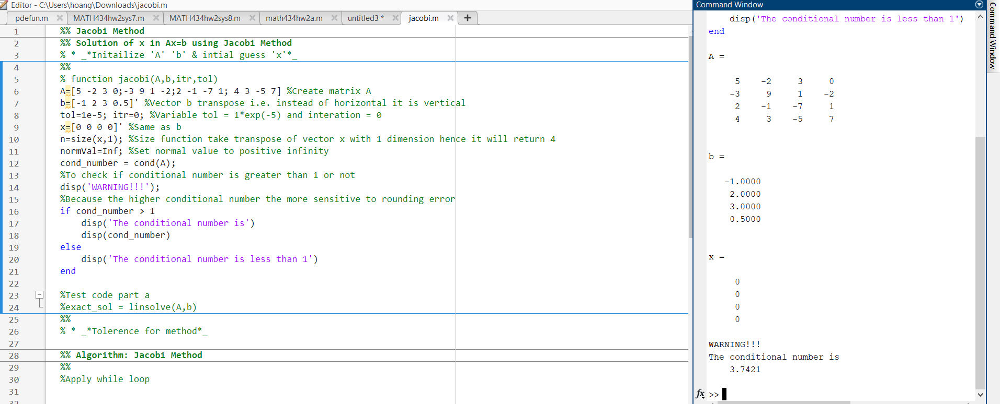 Editor - C:\Users\hoang\Downloads\jacobi.m
pdefun.m MATH434hw2sys7.m MATH434hw2sys8.m math434hw2a.m untitled3 * jacobi.m +
1 %% Jacobi Method
2 %% Solution of x in Ax=b using Jacobi Method
3 % * _*Initailize 'A' 'b' & intial guess 'x'*_
4 %%
5 % function jacobi(A,b,itr,tol)
6 A=[5 -2 3 0;-3 9 1 -2;2 -1 -7 1; 4 3 -5 7] %Create matrix A
7 b=[-1 2 3 0.5]' %Vector b transpose i.e. instead of horizontal it is vertical
8 tol=1e-5; itr=0; %Variable tol = 1*exp(-5) and interation = 0
9 x=[0 0 0 0]' %Same as b
10 n=size(x,1); %Size function take transpose of vector x with 1 dimension hence it will return 4
11 normVal=Inf; %Set normal value to positive infinity
12 cond_number = cond(A);
13 %To check if conditional number is greater than 1 or not
14 disp('WARNING!!!');
15 %Because the higher conditional number the more sensitive to rounding error
16 if cond_number > 1
17 disp('The conditional number is')
18 disp(cond_number)
19 else
20 disp('The conditional number is less than 1')
21 end
22
23 %Test code part a
24 %exact_sol = linsolve(A,b)
25 %%
26 % * _*Tolerence for method*_
27
28 %% Algorithm: Jacobi Method
29 %%
30 %Apply while loop
31
32
Command Window
disp('The conditional number is less than 1')
end
A =
5 -2 3 0
-3 9 1 -2
2 -1 -7 1
4 3 -5 7
b =
-1.0000
2.0000
3.0000
0.5000
x =
0
0
0
0
WARNING!!!
The conditional number is
3.7421
fx >>
Command Window